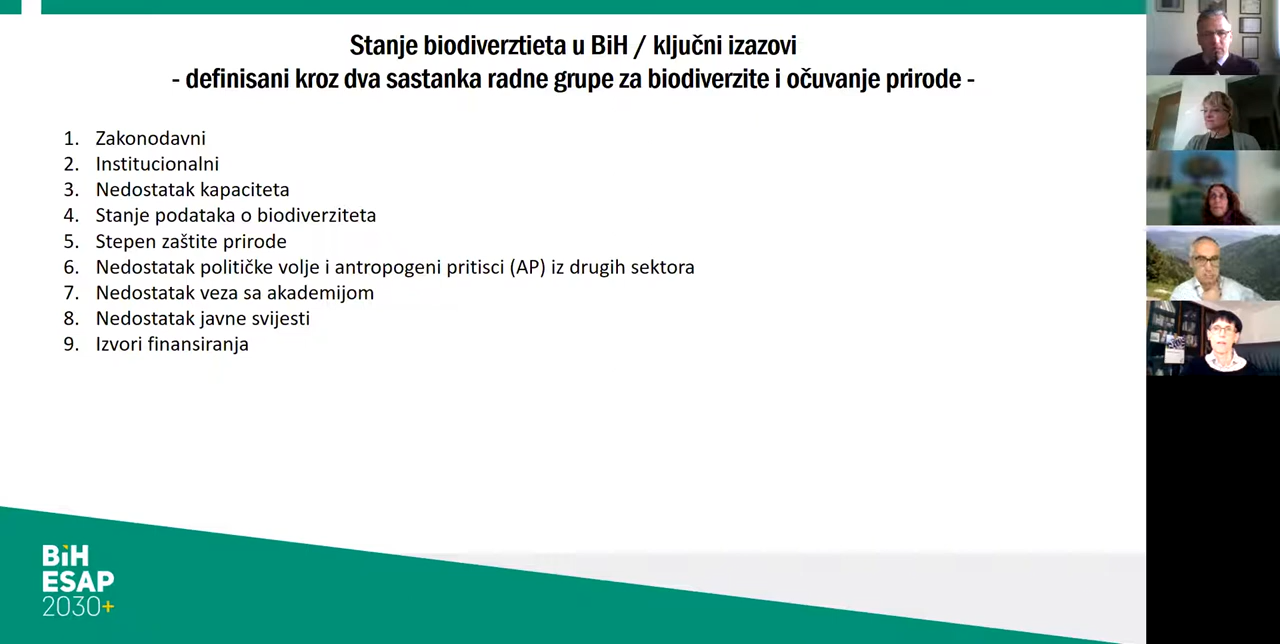 Stanje biodiverztieta u BiH / ključni izazovi
- definisani kroz dva sastanka radne grupe za biodiverzite i očuvanje prirode -
1. Zakonodavni
2. Institucionalni
3. Nedostatak kapaciteta
4. Stanje podataka o biodiverziteta
5. Stepen zaštite prirode
6. Nedostatak političke volje i antropogeni pritisci (AP) iz drugih sektora
7. Nedostatak veza sa akademijom
8. Nedostatak javne svijesti
9. Izvori finansiranja
BiH
ESAP
2030+